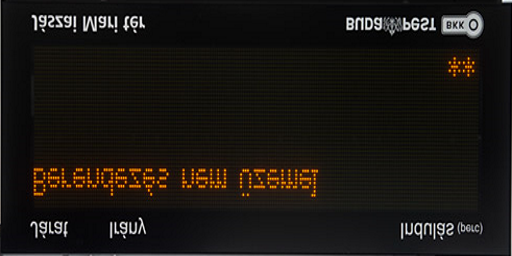 Járat Irány Indulás (perc)
Berendezés nem üzemel
**
Jászai Mari tér BUDAPEST BKK